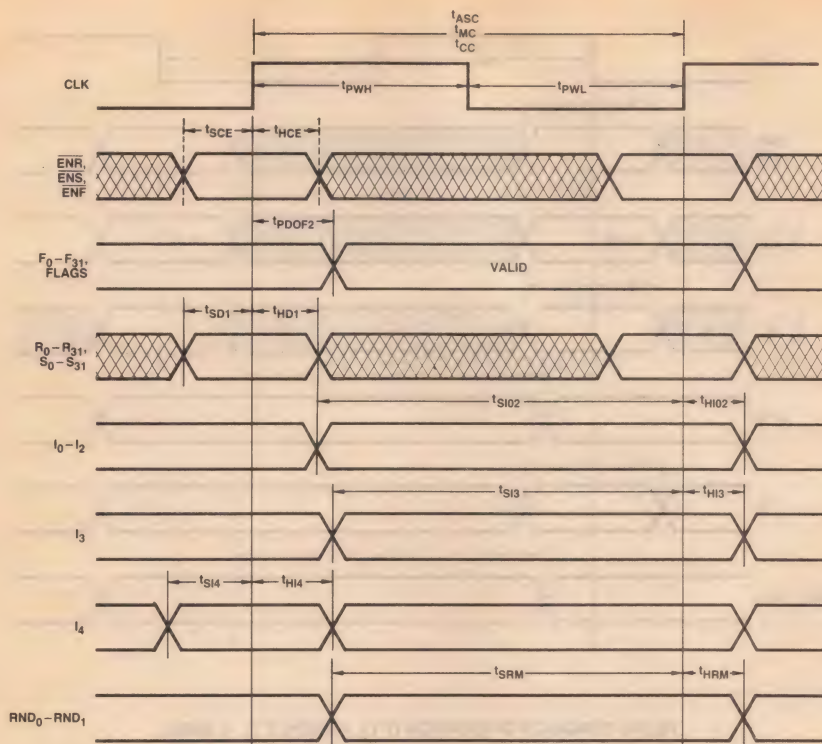 tASC
tMC
tCC
CLK
tPWH
tPWL
tSCE
tHCE
ENR,
ENS,
ENF
tPDOF2
F0–F31,
FLAGS
VALID
tSD1
tHD1
R0–R31,
S0–S31
tSI02
tHI02
I0–I2
tSI3
tHI3
I3
tSI4
tHI4
I4
tSRM
tHRM
RND0–RND1